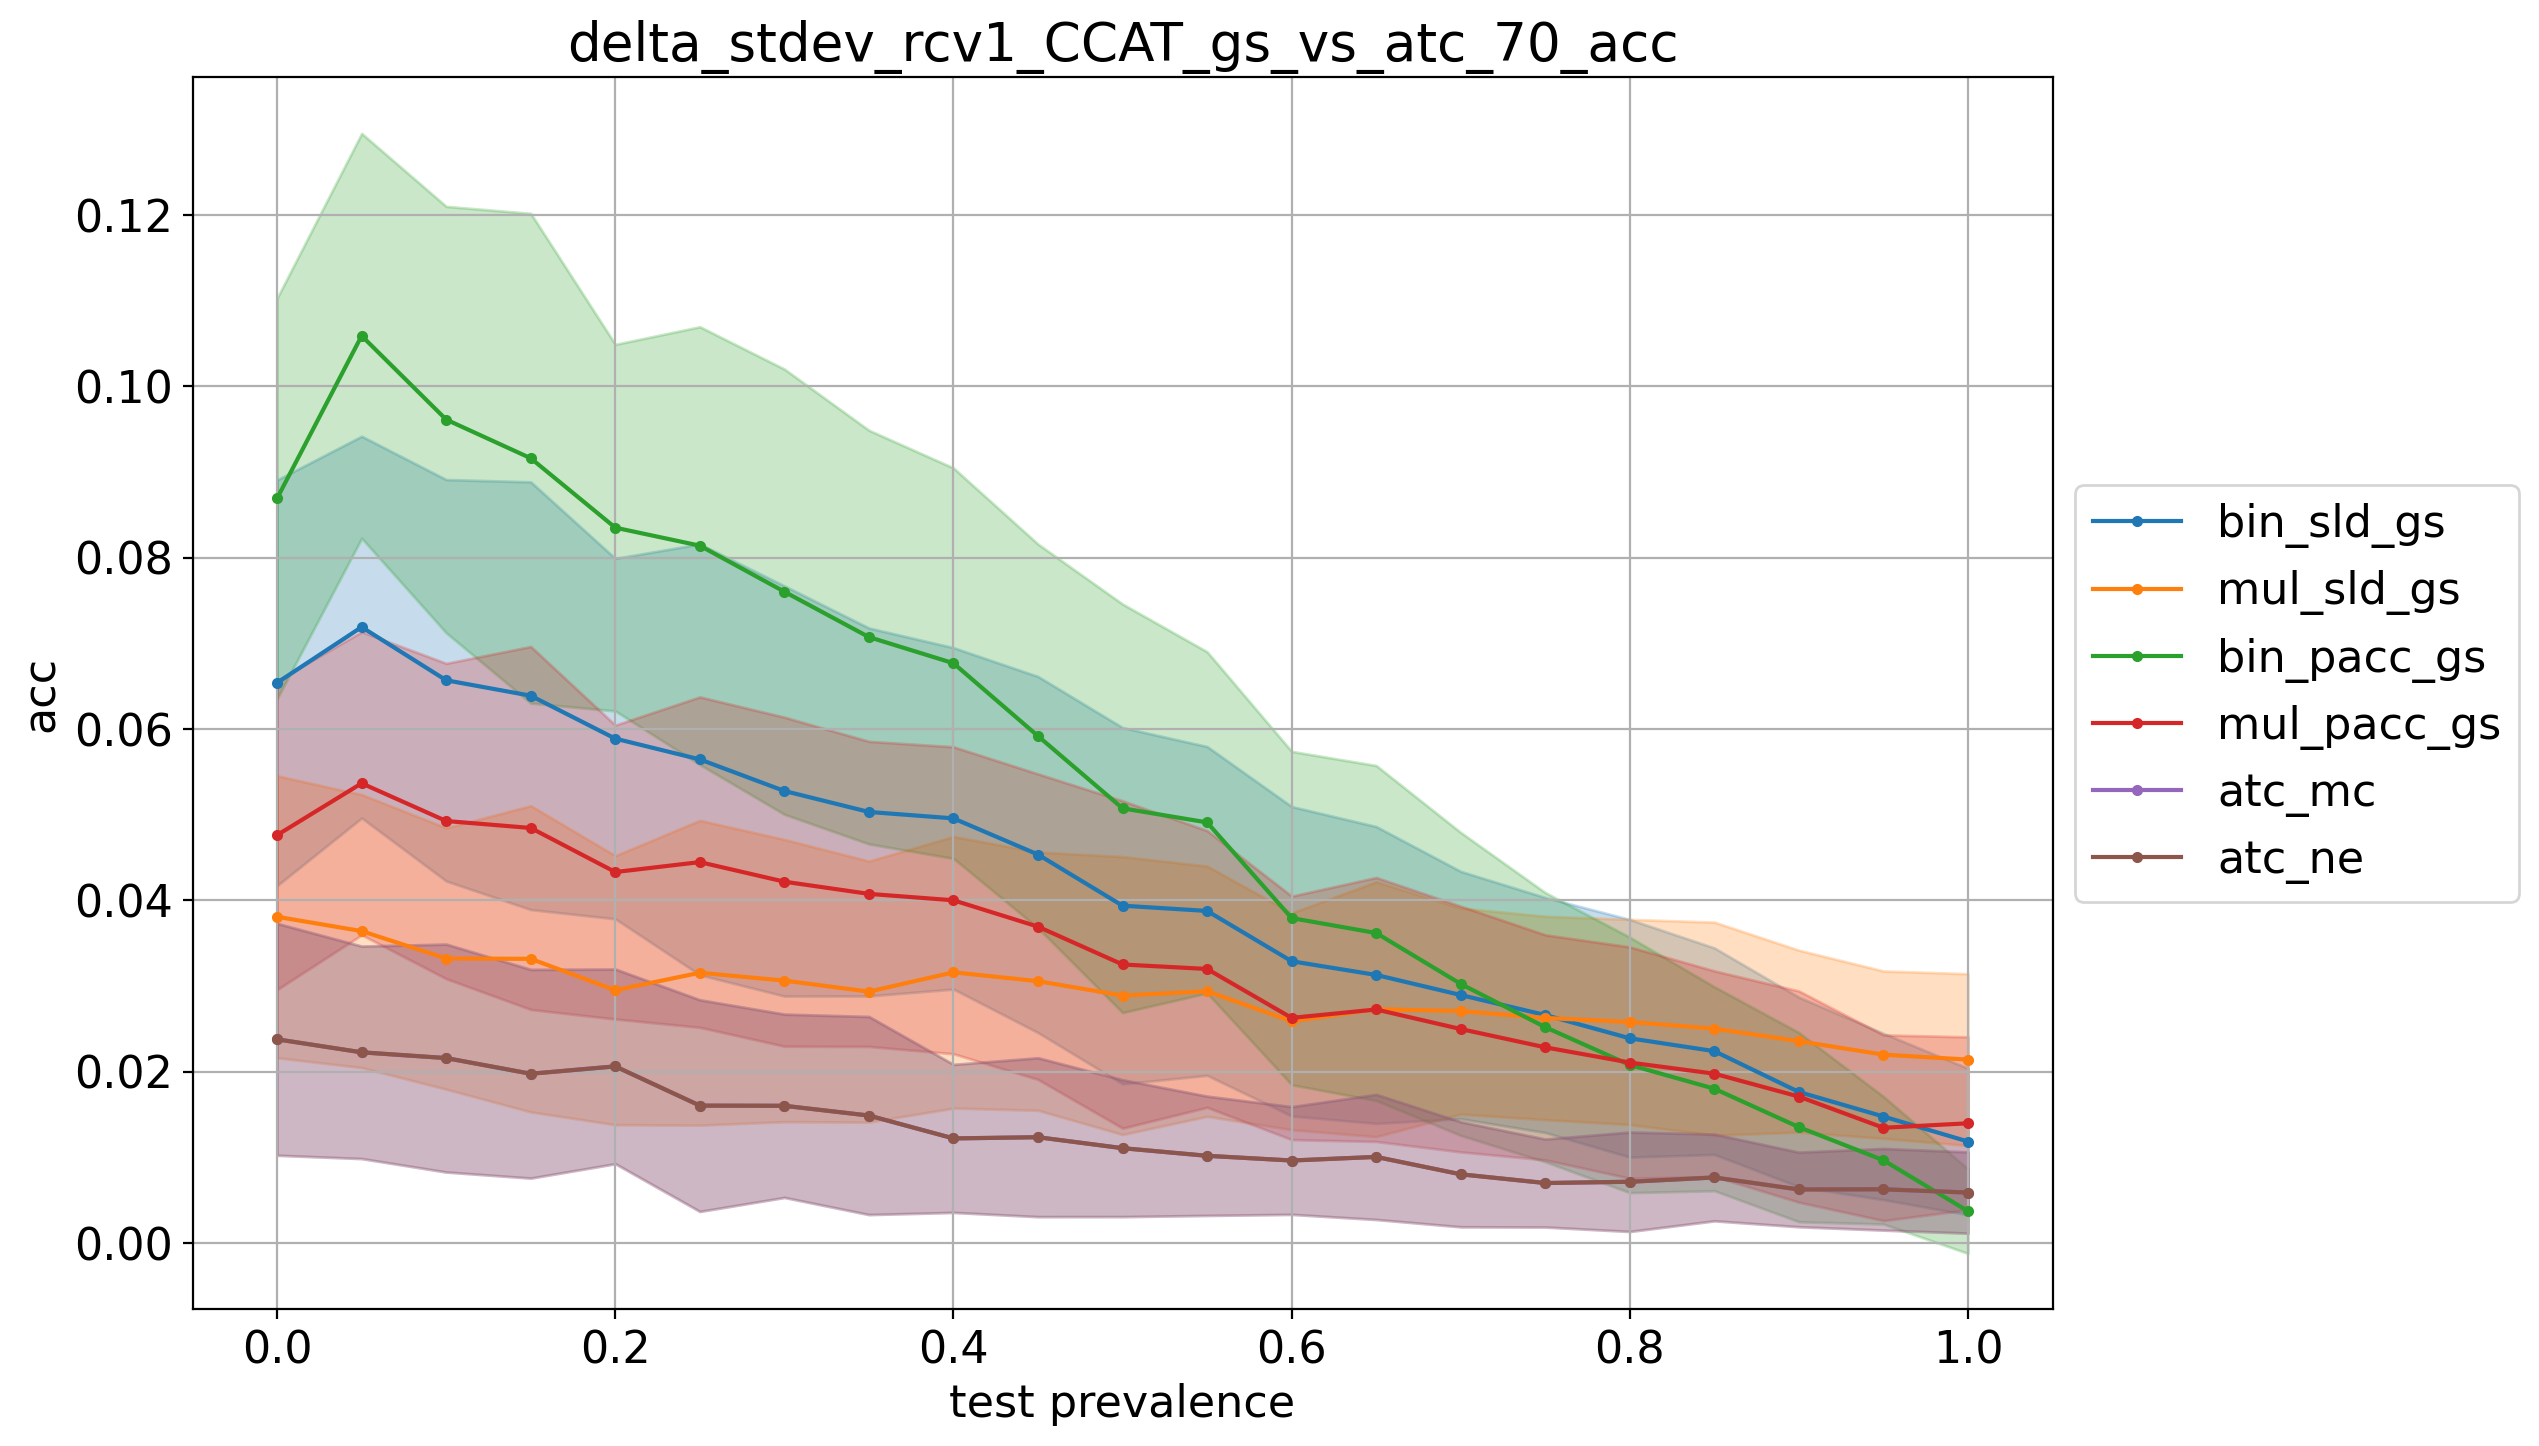 delta_stdev_rcv1_CCAT_gs_vs_atc_70_acc
acc
0.12
0.10
0.08
0.06
0.04
0.02
0.00
0.0 0.2 0.4 0.6 0.8 1.0
test prevalence
bin_sld_gs
mul_sld_gs
bin_pacc_gs
mul_pacc_gs
atc_mc
atc_ne